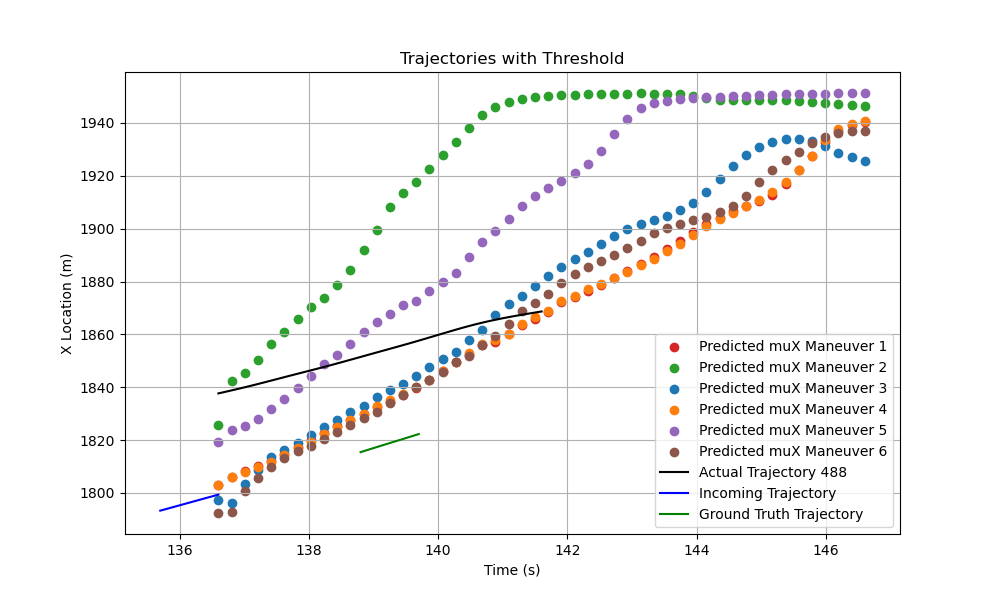 Trajectories with Threshold
X Location (m)
1940
1920
1900
1880
1860
1840
1820
1800
136
138
140
142
144
146
Time (s)
Predicted muX Maneuver 1
Predicted muX Maneuver 2
Predicted muX Maneuver 3
Predicted muX Maneuver 4
Predicted muX Maneuver 5
Predicted muX Maneuver 6
Actual Trajectory 488
Incoming Trajectory
Ground Truth Trajectory